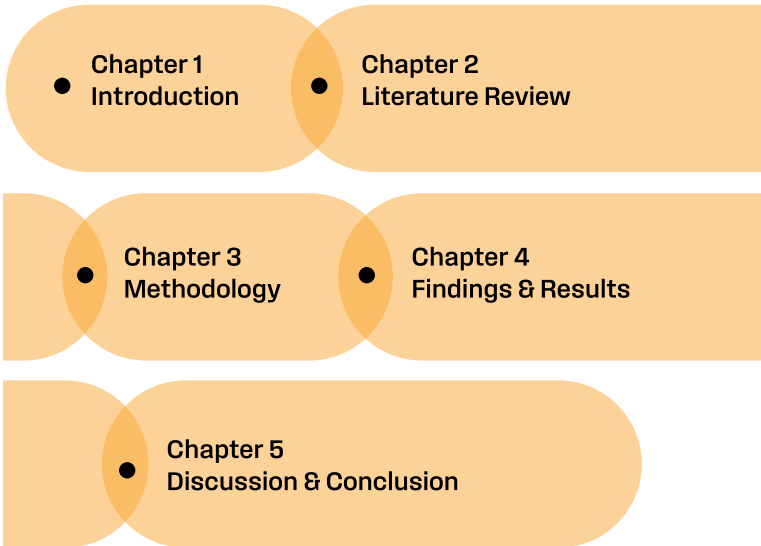 Chapter 1
Introduction
Chapter 2
Literature Review
Chapter 3
Methodology
Chapter 4
Findings & Results
Chapter 5
Discussion & Conclusion